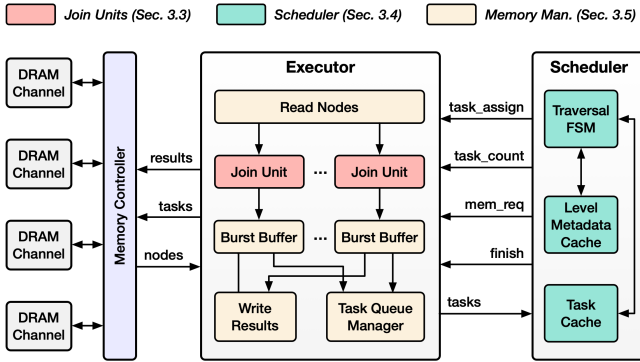 Join Units (Sec. 3.3)
Scheduler (Sec. 3.4)
Memory Man. (Sec. 3.5)
DRAM
Channel
DRAM
Channel
DRAM
Channel
DRAM
Channel
Memory Controller
results
tasks
nodes
Executor
Read Nodes
Join Unit
...
Join Unit
Burst Buffer
...
Burst Buffer
Write
Results
Task Queue
Manager
task_assign
task_count
mem_req
finish
tasks
Scheduler
Traversal
FSM
Level
Metadata
Cache
Task
Cache